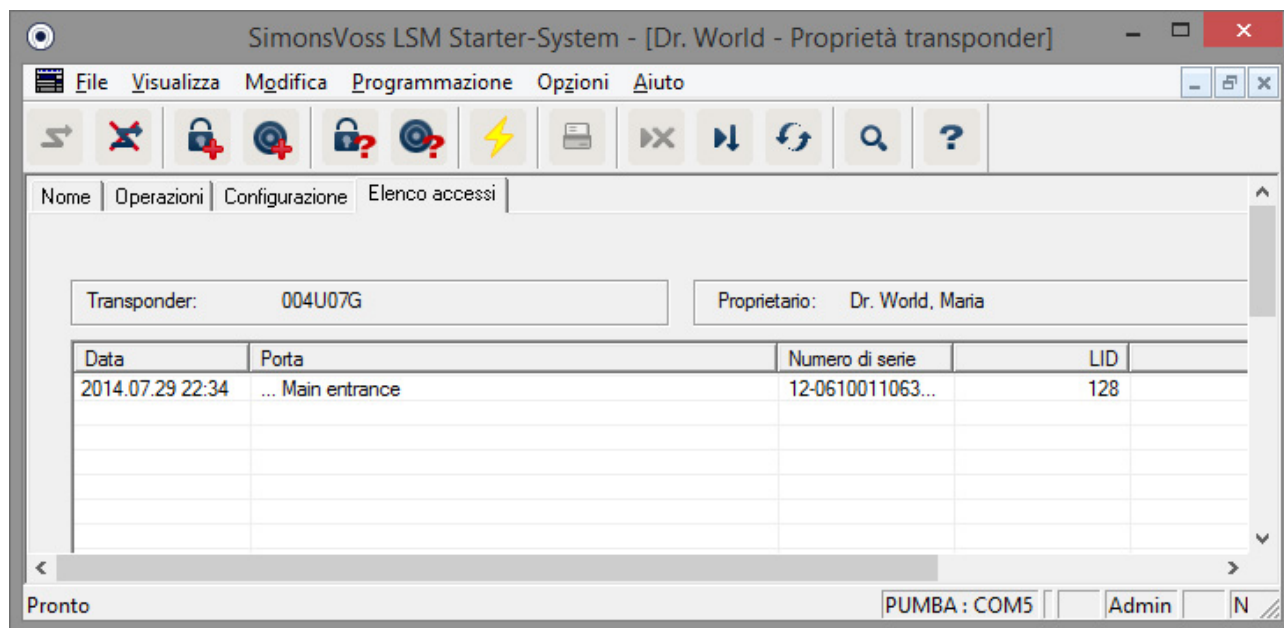 SimonsVoss LSM Starter-System - [Dr. World - Proprietà transponder]
File Visualizza Modifica Programmazione Opzioni Aiuto
Nome Operazioni Configurazione Elenco accessi
Transponder: 004U07G Proprietario: Dr. World, Maria
Data Porta Numero di serie LID
2014.07.29 22:34 ... Main entrance 12-0610011063... 128
Pronto PUMBA : COM5 Admin N